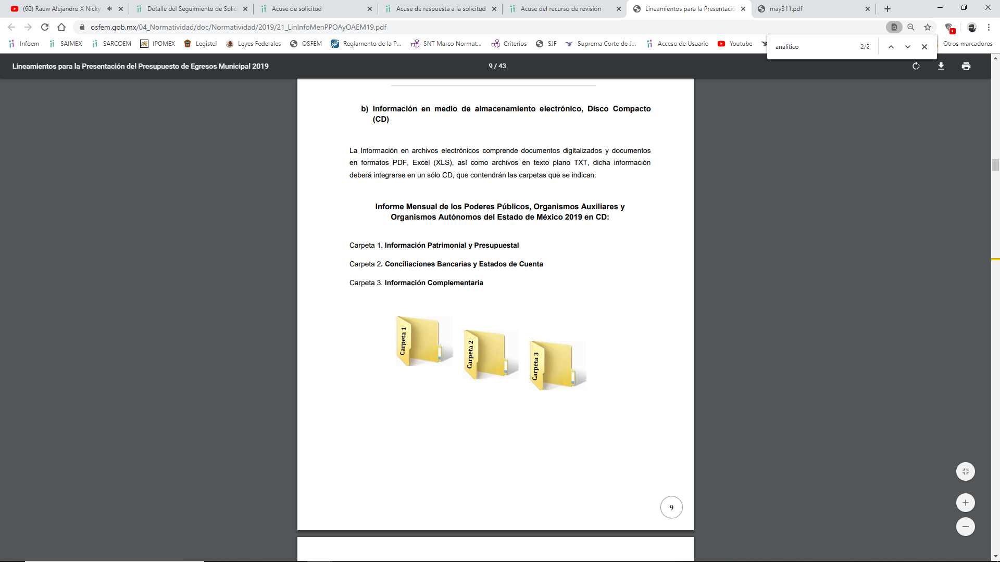 (60) Rauw Alejandro X Nicky
Detalle del Seguimiento de Solici
Acuse de solicitud
Acuse de respuesta a la solicitud
Acuse del recurso de revisión
Lineamientos para la Presentació
may311.pdf
osfem.gob.mx/04_Normatividad/doc/Normatividad/2019/21_LinInfoMenPPOAyOAEM19.pdf
Infoem
SAIMEX
SARCOEM
IPOMEX
Legistel
Leyes Federales
OSFEM
Reglamento de la P...
SNT Marco Normat...
Criterios
SJF
Suprema Corte de J...
Acceso de Usuario
Youtube
Otros marcadores
analitico 2/2
Lineamientos para la Presentación del Presupuesto de Egresos Municipal 2019
9 / 43
b) Información en medio de almacenamiento electrónico, Disco Compacto
(CD)
La Información en archivos electrónicos comprende documentos digitalizados y documentos
en formatos PDF, Excel (XLS), así como archivos en texto plano TXT, dicha información
deberá integrarse en un sólo CD, que contendrán las carpetas que se indican:
Informe Mensual de los Poderes Públicos, Organismos Auxiliares y
Organismos Autónomos del Estado de México 2019 en CD:
Carpeta 1. Información Patrimonial y Presupuestal
Carpeta 2. Conciliaciones Bancarias y Estados de Cuenta
Carpeta 3. Información Complementaria
Carpeta 1
Carpeta 2
Carpeta 3
9